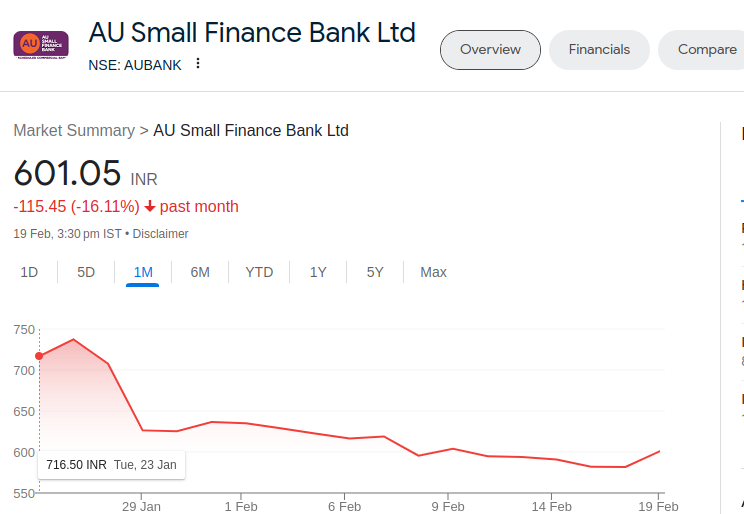 AU Small Finance Bank Ltd
AU
AU
SMALL
FINANCE
BANK
NSE: AUBANK
Overview
Financials
Compare
Market Summary > AU Small Finance Bank Ltd
601.05 INR
-115.45 (-16.11%) past month
19 Feb, 3:30 pm IST • Disclaimer
1D 5D 1M 6M YTD 1Y 5Y Max
750
700
650
600
550
716.50 INR Tue, 23 Jan
29 Jan 1 Feb 6 Feb 9 Feb 14 Feb 19 Feb